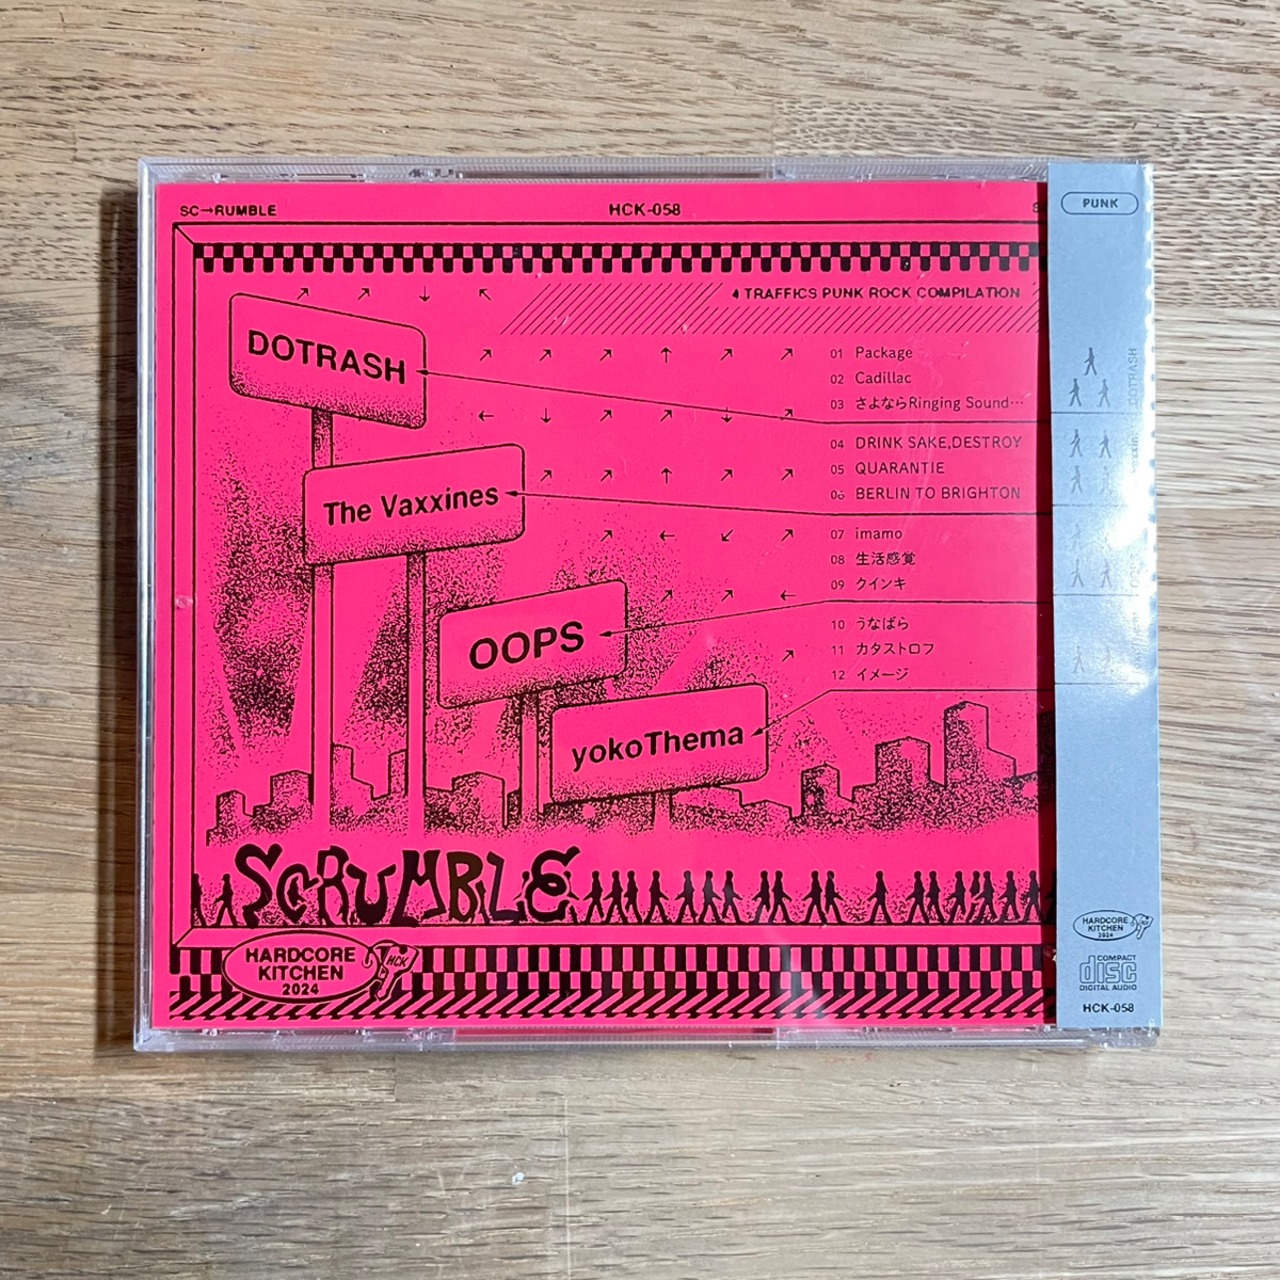 SC→RUMBLE
HCK-058
PUNK
4 TRAFFICS PUNK ROCK COMPILATION
DOTRASH
01 Package
02 Cadillac
03 さよならRinging Sound…
The Vaxxines
04 DRINK SAKE,DESTROY
05 QUARANTIE
06 BERLIN TO BRIGHTON
OOPS
07 imamo
08 生活感覚
09 クインキ
yokoThema
10 うなばら
11 カタストロフ
12 イメージ
SCRUMBLE
HARDCORE
KITCHEN
2024
HCK
DOTRASH
HARDCORE
KITCHEN
2024
COMPACT
disc
DIGITAL AUDIO
HCK-058